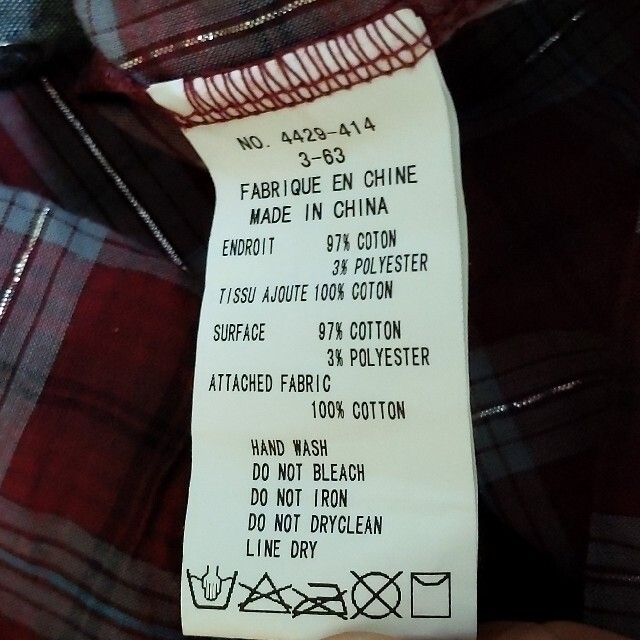 NO. 4429-414
3-63
FABRIQUE EN CHINE
MADE IN CHINA
ENDROIT 97% COTON
3% POLYESTER
TISSU AJOUTE 100% COTON
SURFACE 97% COTTON
3% POLYESTER
ATTACHED FABRIC
100% COTTON
HAND WASH
DO NOT BLEACH
DO NOT IRON
DO NOT DRYCLEAN
LINE DRY